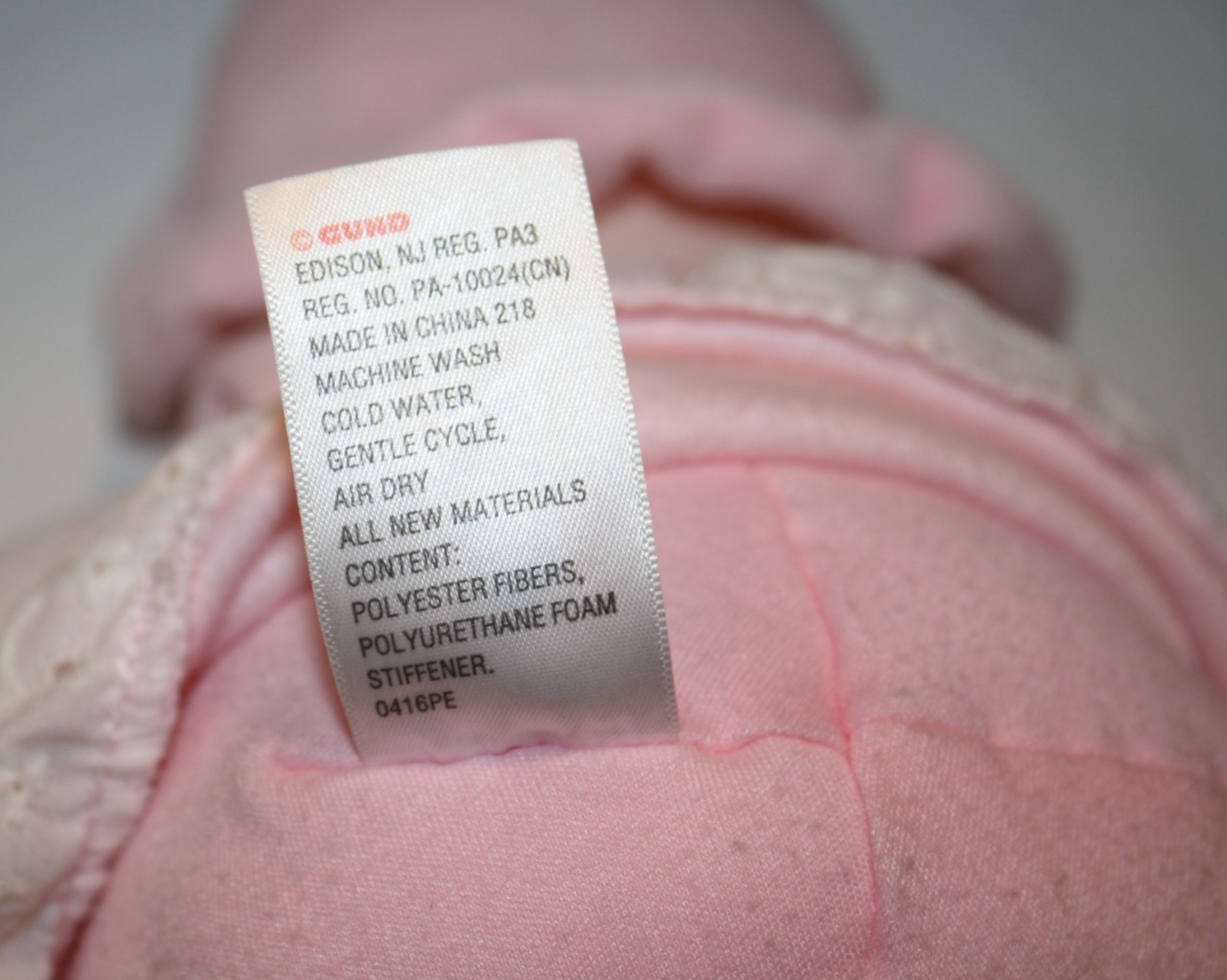 © GUND
EDISON, NJ REG. PA3
REG. NO. PA-10024(CN)
MADE IN CHINA 218
MACHINE WASH
COLD WATER,
GENTLE CYCLE,
AIR DRY
ALL NEW MATERIALS
CONTENT:
POLYESTER FIBERS,
POLYURETHANE FOAM
STIFFENER.
0416PE